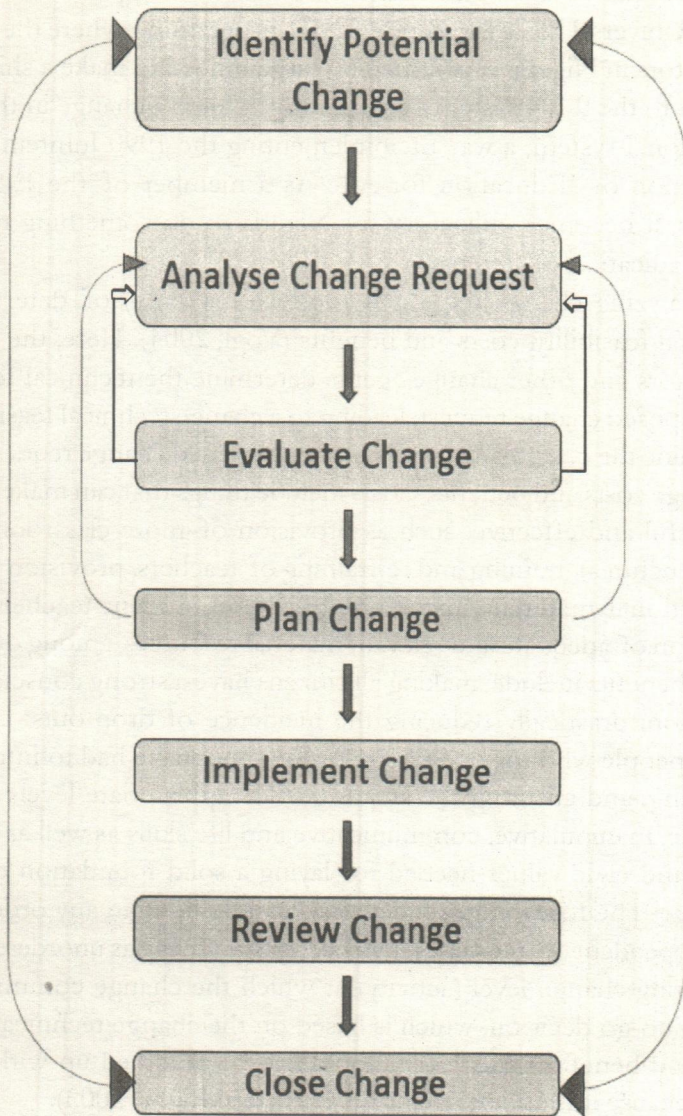 Identify Potential
Change
Analyse Change Request
Evaluate Change
Plan Change
Implement Change
Review Change
Close Change